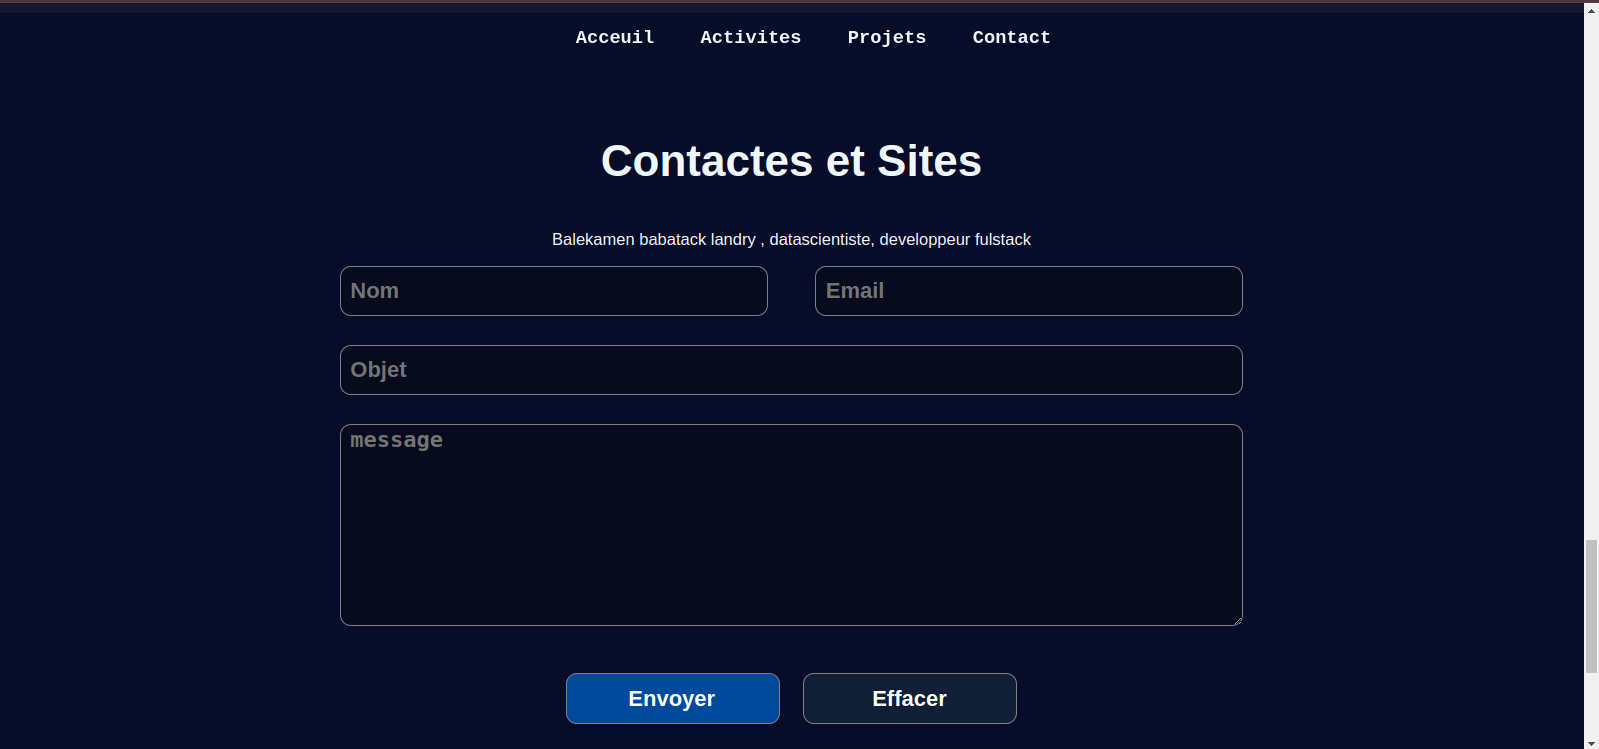 Acceuil Activites Projets Contact
Contactes et Sites
Balekamen babatack landry , datascientiste, developpeur fulstack
Nom Email
Objet
message
Envoyer Effacer